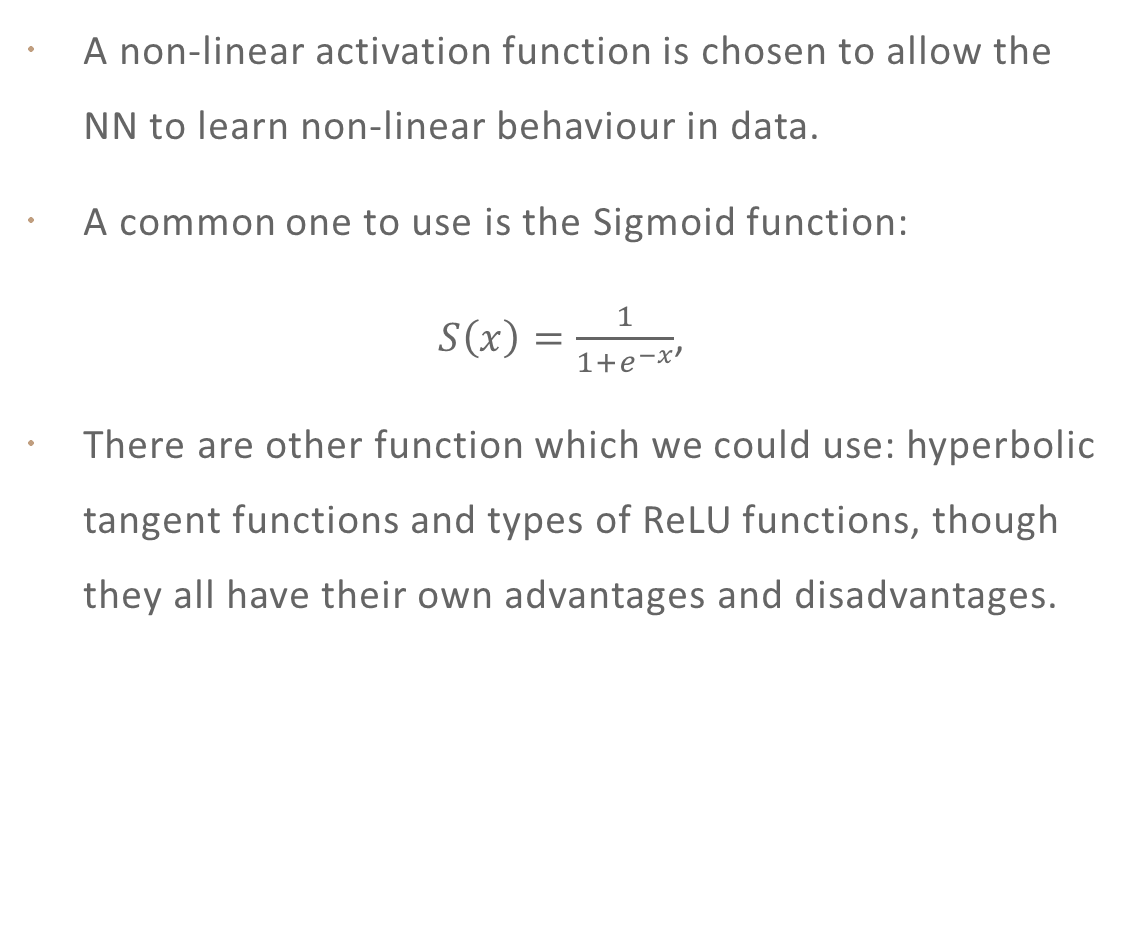 • A non-linear activation function is chosen to allow the
NN to learn non-linear behaviour in data.
• A common one to use is the Sigmoid function:
S(x) = 1/(1+e^{-x}),
• There are other function which we could use: hyperbolic
tangent functions and types of ReLU functions, though
they all have their own advantages and disadvantages.